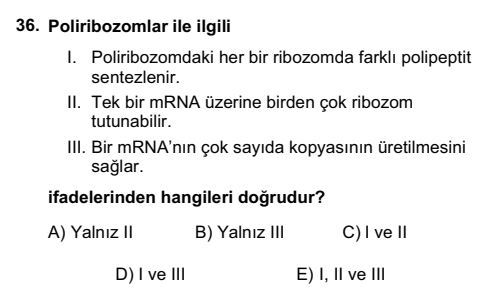 36. Poliribozomlar ile ilgili
I. Poliribozomdaki her bir ribozomda farklı polipeptit
sentezlenir.
II. Tek bir mRNA üzerine birden çok ribozom
tutunabilir.
III. Bir mRNA'nın çok sayıda kopyasının üretilmesini
sağlar.
ifadelerinden hangileri doğrudur?
A) Yalnız II B) Yalnız III C) I ve II
D) I ve III E) I, II ve III